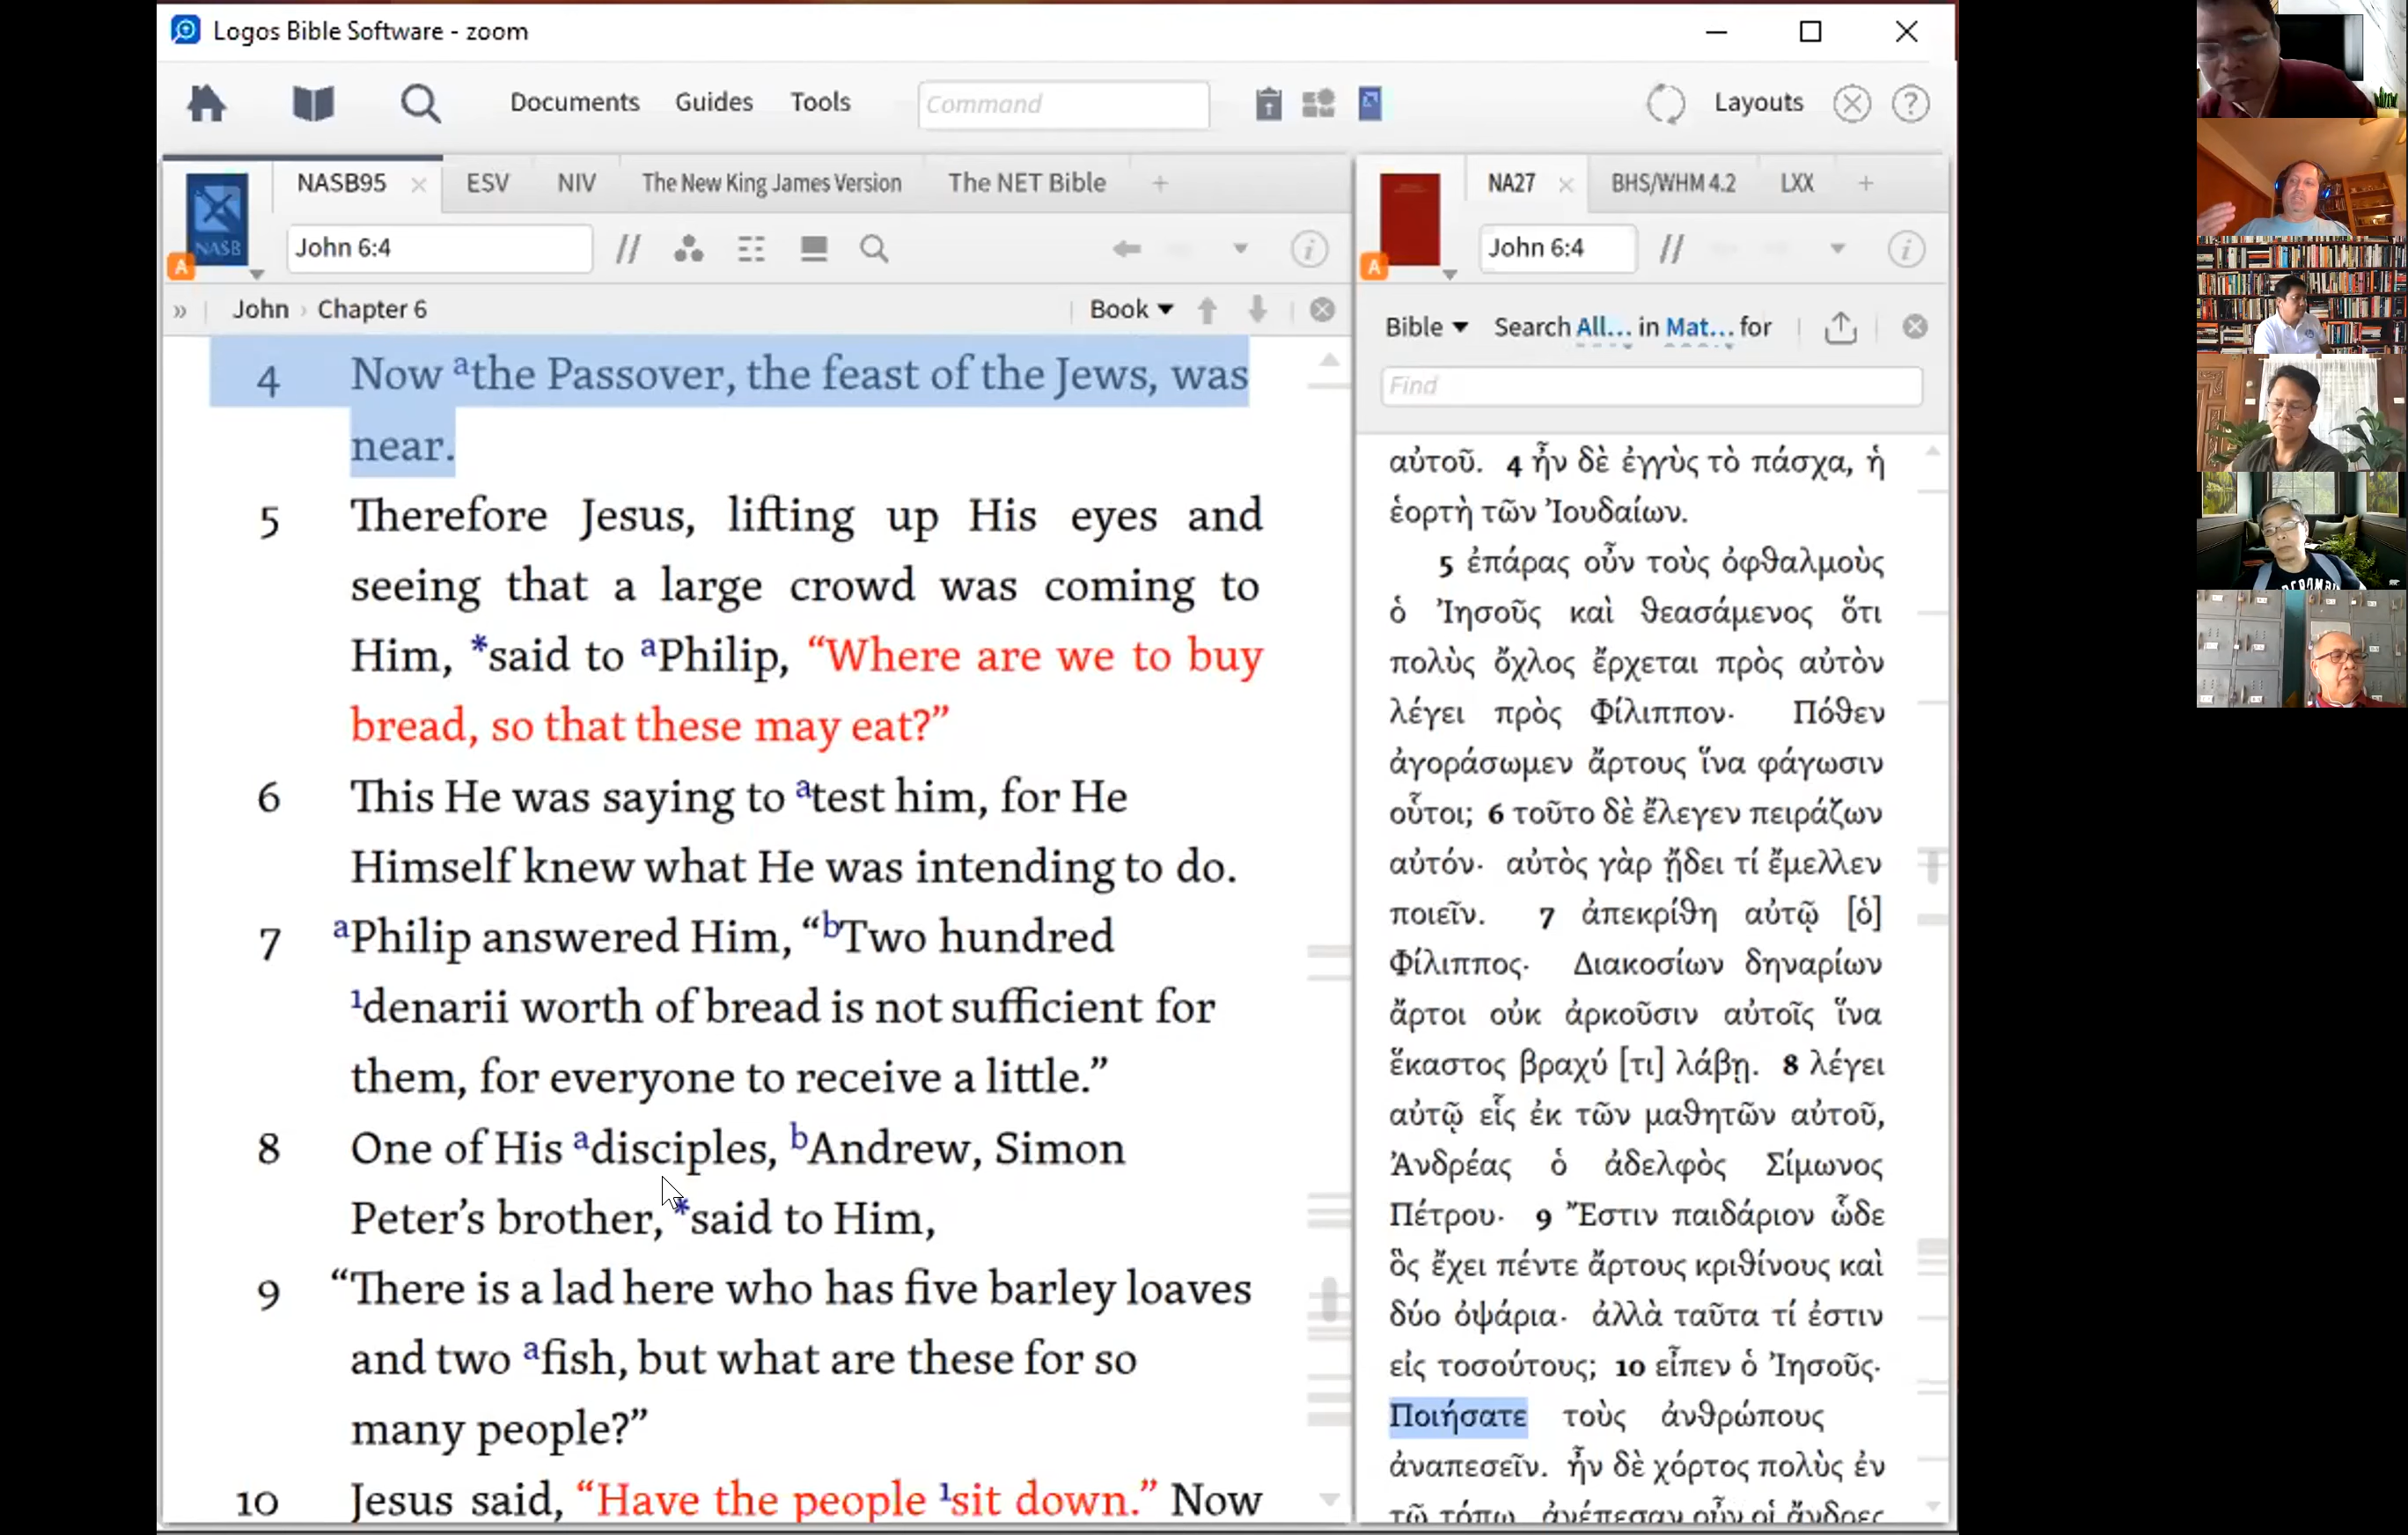 Logos Bible Software - zoom
Documents Guides Tools Command Layouts
NASB95 ESV NIV The New King James Version The NET Bible
NASB
A
John 6:4
John › Chapter 6 Book
4 Now ᵃthe Passover, the feast of the Jews, was
near.
5 Therefore Jesus, lifting up His eyes and
seeing that a large crowd was coming to
Him, *said to ᵃPhilip, “Where are we to buy
bread, so that these may eat?”
6 This He was saying to ᵃtest him, for He
Himself knew what He was intending to do.
7 ᵃPhilip answered Him, “ᵇTwo hundred
¹denarii worth of bread is not sufficient for
them, for everyone to receive a little.”
8 One of His ᵃdisciples, ᵇAndrew, Simon
Peter’s brother, *said to Him,
9 “There is a lad here who has five barley loaves
and two ᵃfish, but what are these for so
many people?”
10 Jesus said, “Have the people ¹sit down.” Now
NA27 BHS/WHM 4.2 LXX
A
John 6:4
Bible Search All... in Mat... for
Find
αὐτοῦ. 4 ἦν δὲ ἐγγὺς τὸ πάσχα, ἡ
ἑορτὴ τῶν Ἰουδαίων.
5 ἐπάρας οὖν τοὺς ὀφθαλμοὺς
ὁ Ἰησοῦς καὶ θεασάμενος ὅτι
πολὺς ὄχλος ἔρχεται πρὸς αὐτὸν
λέγει πρὸς Φίλιππον· Πόθεν
ἀγοράσωμεν ἄρτους ἵνα φάγωσιν
οὗτοι; 6 τοῦτο δὲ ἔλεγεν πειράζων
αὐτόν· αὐτὸς γὰρ ᾔδει τί ἔμελλεν
ποιεῖν. 7 ἀπεκρίθη αὐτῷ [ὁ]
Φίλιππος· Διακοσίων δηναρίων
ἄρτοι οὐκ ἀρκοῦσιν αὐτοῖς ἵνα
ἕκαστος βραχύ [τι] λάβῃ. 8 λέγει
αὐτῷ εἷς ἐκ τῶν μαθητῶν αὐτοῦ,
Ἀνδρέας ὁ ἀδελφὸς Σίμωνος
Πέτρου· 9 Ἔστιν παιδάριον ὧδε
ὃς ἔχει πέντε ἄρτους κριθίνους καὶ
δύο ὀψάρια· ἀλλὰ ταῦτα τί ἐστιν
εἰς τοσούτους; 10 εἶπεν ὁ Ἰησοῦς·
Ποιήσατε τοὺς ἀνθρώπους
ἀναπεσεῖν. ἦν δὲ χόρτος πολὺς ἐν
τῷ τόπῳ. ἀνέπεσαν οὖν οἱ ἄνδρες